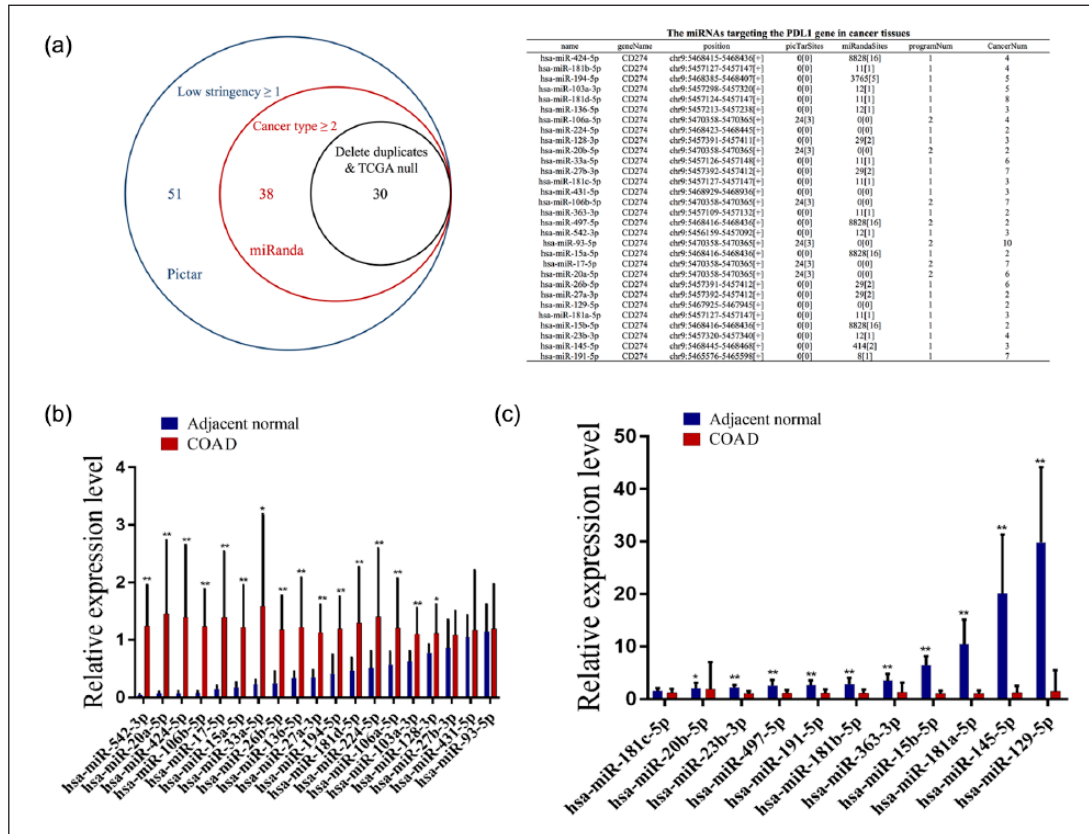 (a)
Low stringency ≥ 1
Cancer type ≥ 2
Delete duplicates
& TCGA null
51
38
30
miRanda
Pictar
The miRNAs targeting the PDL1 gene in cancer tissues
name geneName position picTarSites miRandaSites programNum CancerNum
hsa-miR-424-5p CD274 chr9:5468415-5468436[+] 0[0] 8828[16] 1 4
hsa-miR-181b-5p CD274 chr9:5457127-5457147[+] 0[0] 11[1] 1 4
hsa-miR-194-5p CD274 chr9:5468385-5468407[+] 0[0] 3765[5] 1 5
hsa-miR-103a-3p CD274 chr9:5457298-5457320[+] 0[0] 12[1] 1 5
hsa-miR-181d-5p CD274 chr9:5457124-5457147[+] 0[0] 11[1] 1 8
hsa-miR-136-5p CD274 chr9:5457213-5457238[+] 0[0] 12[1] 1 3
hsa-miR-106a-5p CD274 chr9:5470358-5470365[+] 24[3] 0[0] 2 4
hsa-miR-224-5p CD274 chr9:5468423-5468445[+] 0[0] 0[0] 1 2
hsa-miR-128-3p CD274 chr9:5457391-5457411[+] 0[0] 29[2] 1 3
hsa-miR-20b-5p CD274 chr9:5470358-5470365[+] 24[3] 0[0] 2 2
hsa-miR-33a-5p CD274 chr9:5457126-5457148[+] 0[0] 11[1] 1 6
hsa-miR-27b-3p CD274 chr9:5457392-5457412[+] 0[0] 29[2] 1 7
hsa-miR-181c-5p CD274 chr9:5457127-5457147[+] 0[0] 11[1] 1 3
hsa-miR-431-5p CD274 chr9:5468929-5468936[+] 0[0] 0[0] 1 3
hsa-miR-106b-5p CD274 chr9:5470358-5470365[+] 24[3] 0[0] 2 7
hsa-miR-363-3p CD274 chr9:5457109-5457132[+] 0[0] 11[1] 1 2
hsa-miR-497-5p CD274 chr9:5468416-5468436[+] 0[0] 8828[16] 2 2
hsa-miR-542-3p CD274 chr9:5456159-5457092[+] 0[0] 12[1] 1 3
hsa-miR-93-5p CD274 chr9:5470358-5470365[+] 24[3] 0[0] 2 10
hsa-miR-15a-5p CD274 chr9:5468416-5468436[+] 0[0] 8828[16] 1 2
hsa-miR-17-5p CD274 chr9:5470358-5470365[+] 24[3] 0[0] 2 7
hsa-miR-20a-5p CD274 chr9:5470358-5470365[+] 24[3] 0[0] 2 6
hsa-miR-26b-5p CD274 chr9:5457391-5457412[+] 0[0] 29[2] 1 6
hsa-miR-27a-3p CD274 chr9:5457392-5457412[+] 0[0] 29[2] 1 2
hsa-miR-129-5p CD274 chr9:5467925-5467945[+] 0[0] 0[0] 1 2
hsa-miR-181a-5p CD274 chr9:5457127-5457147[+] 0[0] 11[1] 1 3
hsa-miR-15b-5p CD274 chr9:5468416-5468436[+] 0[0] 8828[16] 1 2
hsa-miR-23b-3p CD274 chr9:5457320-5457340[+] 0[0] 12[1] 1 4
hsa-miR-145-5p CD274 chr9:5468445-5468468[+] 0[0] 414[2] 1 3
hsa-miR-191-5p CD274 chr9:5465576-5465598[+] 0[0] 8[1] 1 7
(b)
Adjacent normal
COAD
Relative expression level
4
3
2
1
0
** ** ** ** ** ** * ** ** ** ** ** ** ** ** *
hsa-miR-542-3p
hsa-miR-20a-5p
hsa-miR-424-5p
hsa-miR-106b-5p
hsa-miR-17-5p
hsa-miR-15a-5p
hsa-miR-33a-5p
hsa-miR-26b-5p
hsa-miR-136-5p
hsa-miR-27a-3p
hsa-miR-194-5p
hsa-miR-181d-5p
hsa-miR-224-5p
hsa-miR-106a-5p
hsa-miR-103a-3p
hsa-miR-128-3p
hsa-miR-27b-3p
hsa-miR-431-5p
hsa-miR-93-5p
(c)
Adjacent normal
COAD
Relative expression level
50
40
30
20
10
0
* ** ** ** ** ** ** ** ** **
hsa-miR-181c-5p
hsa-miR-20b-5p
hsa-miR-23b-3p
hsa-miR-497-5p
hsa-miR-191-5p
hsa-miR-181b-5p
hsa-miR-363-3p
hsa-miR-15b-5p
hsa-miR-181a-5p
hsa-miR-145-5p
hsa-miR-129-5p